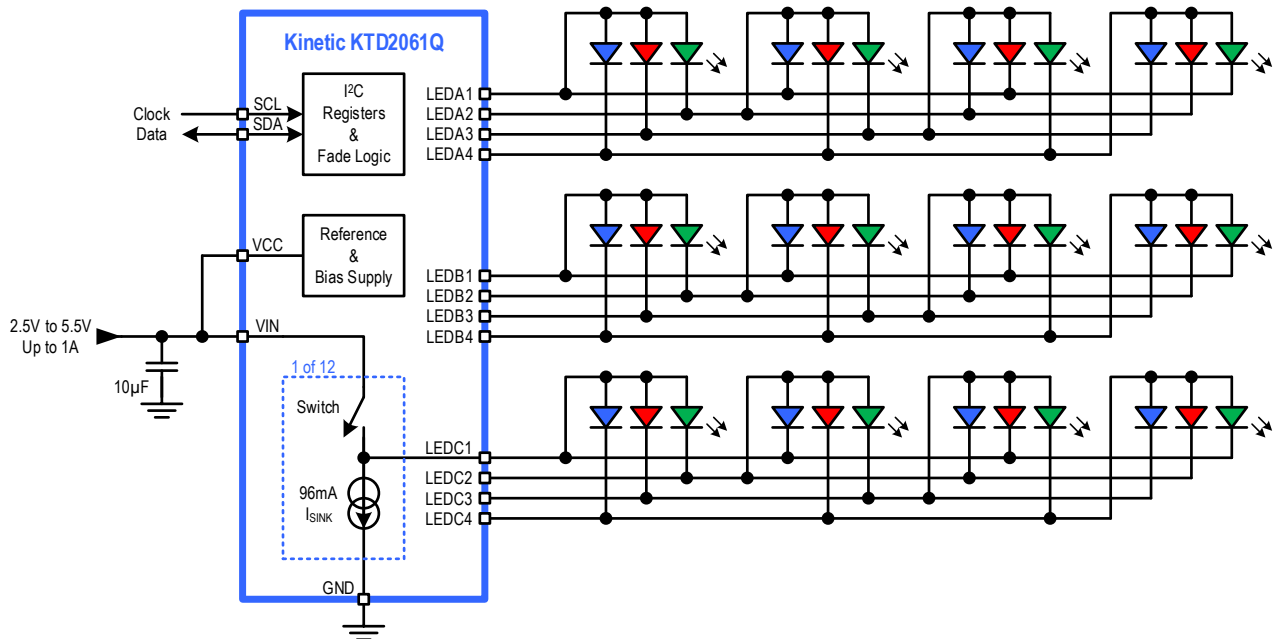 Kinetic KTD2061Q
Clock
Data
SCL
SDA
I²C
Registers
&
Fade Logic
LEDA1
LEDA2
LEDA3
LEDA4
VCC
Reference
&
Bias Supply
LEDB1
LEDB2
LEDB3
LEDB4
2.5V to 5.5V
Up to 1A
VIN
10µF
1 of 12
Switch
96mA
ISINK
LEDC1
LEDC2
LEDC3
LEDC4
GND